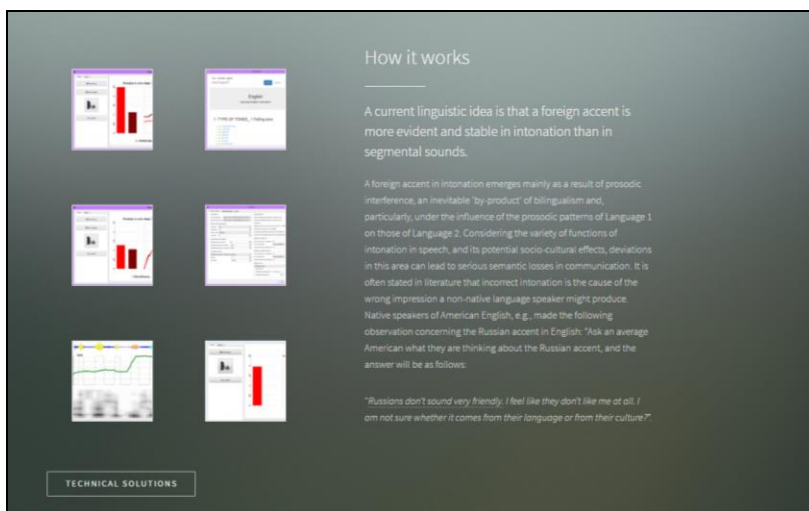 How it works
A current linguistic idea is that a foreign accent is
more evident and stable in intonation than in
segmental sounds.
A foreign accent in intonation emerges mainly as a result of prosodic
interference, an inevitable 'by-product' of bilingualism and,
particularly, under the influence of the prosodic patterns of Language 1
on those of Language 2. Considering the variety of functions of
intonation in speech, and its potential socio-cultural effects, deviations
in this area can lead to serious semantic losses in communication. It is
often stated in literature that incorrect intonation is the cause of the
wrong impression a non-native language speaker might produce.
Native speakers of American English, e.g., made the following
observation concerning the Russian accent in English: "Ask an average
American what they are thinking about the Russian accent, and the
answer will be as follows:
"Russians don't sound very friendly. I feel like they don't like me at all. I
am not sure whether it comes from their language or from their culture?".
English
TECHNICAL SOLUTIONS